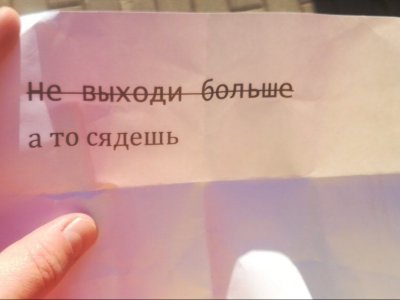 Не выходи больше
а то сядешь